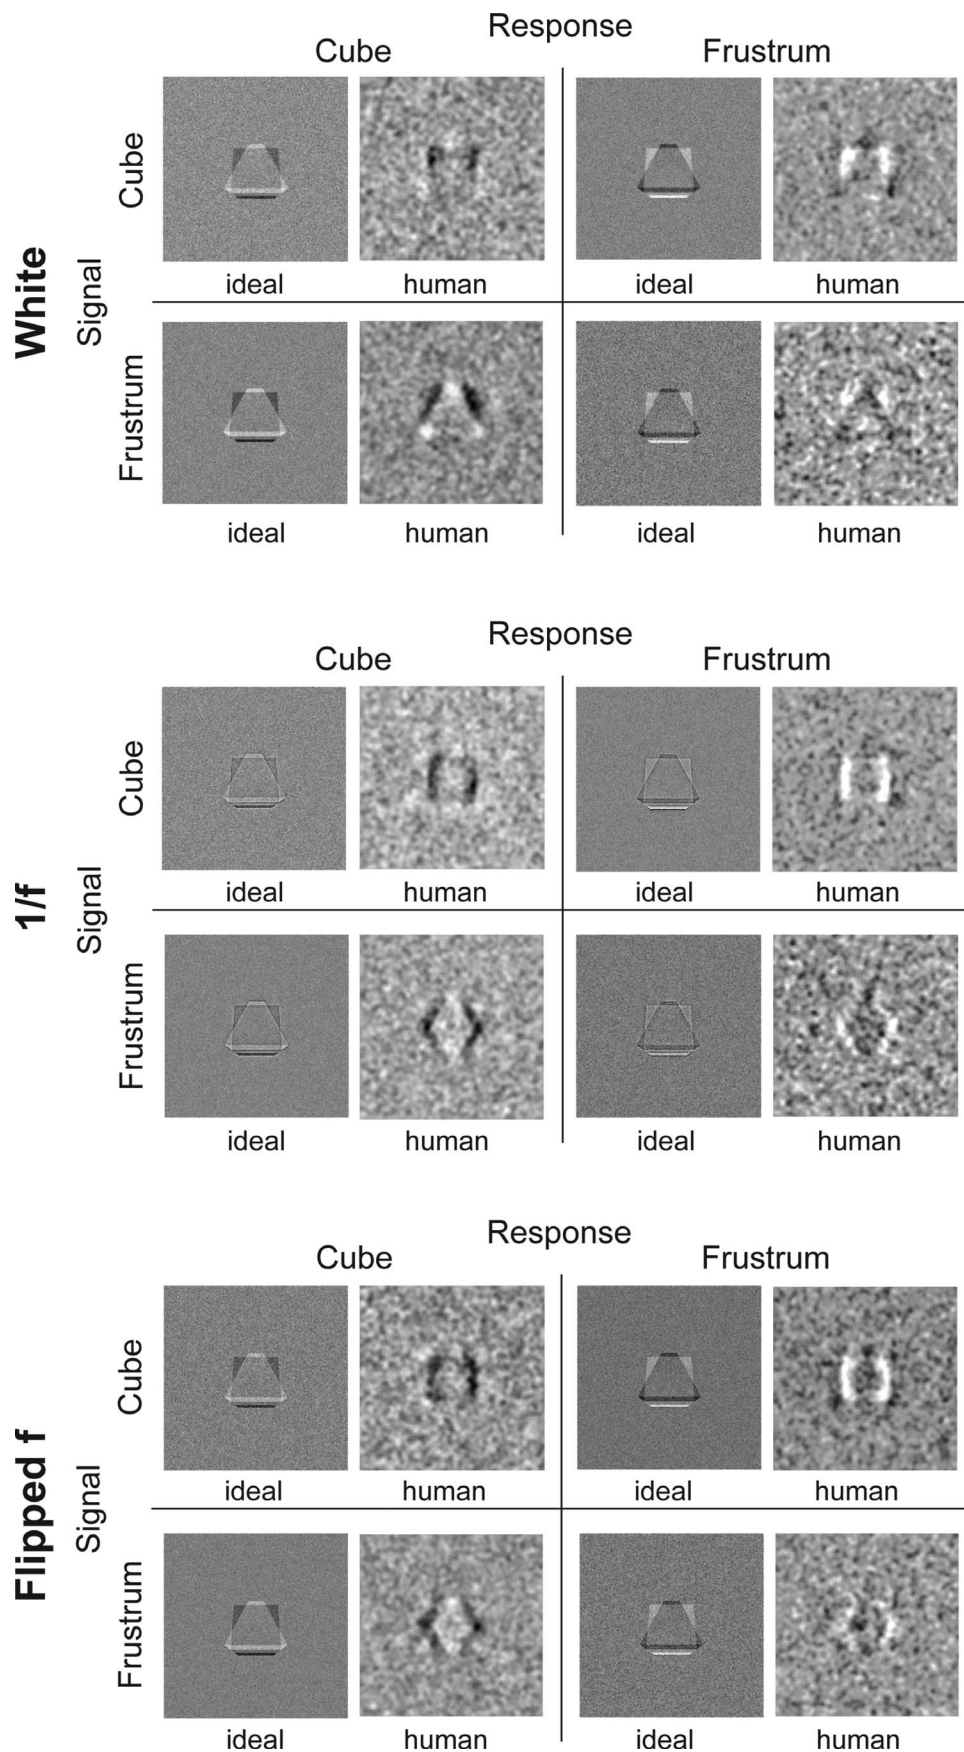 Response
Cube Frustrum
White
Signal
Cube
ideal human ideal human
Frustrum
ideal human ideal human
Response
Cube Frustrum
1/f
Signal
Cube
ideal human ideal human
Frustrum
ideal human ideal human
Response
Cube Frustrum
Flipped f
Signal
Cube
ideal human ideal human
Frustrum
ideal human ideal human